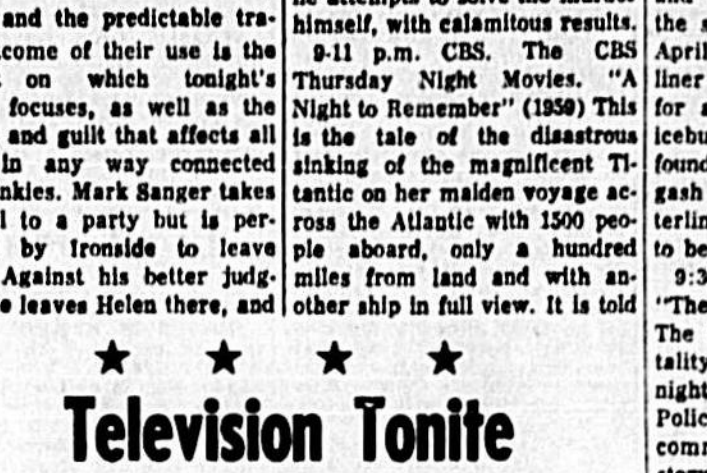 and the predictable tra-
come of their use is the
on which tonight's
focuses, as well as the
and guilt that affects all
in any way connected
nkies. Mark Sanger takes
l to a party but is per-
by Ironside to leave
Against his better judg-
e leaves Helen there, and
himself, with calamitous results.
9-11 p.m. CBS. The CBS
Thursday Night Movies. "A
Night to Remember" (1959) This
is the tale of the disastrous
sinking of the magnificent Ti-
tantic on her maiden voyage ac-
ross the Atlantic with 1500 peo-
ple aboard, only a hundred
miles from land and with an-
other ship in full view. It is told
the s
April
liner
for a
icebu
found
gash
terlin
to be
9:3
"The
The
tality
night
Polic
comr
★ ★ ★ ★
Television Tonite